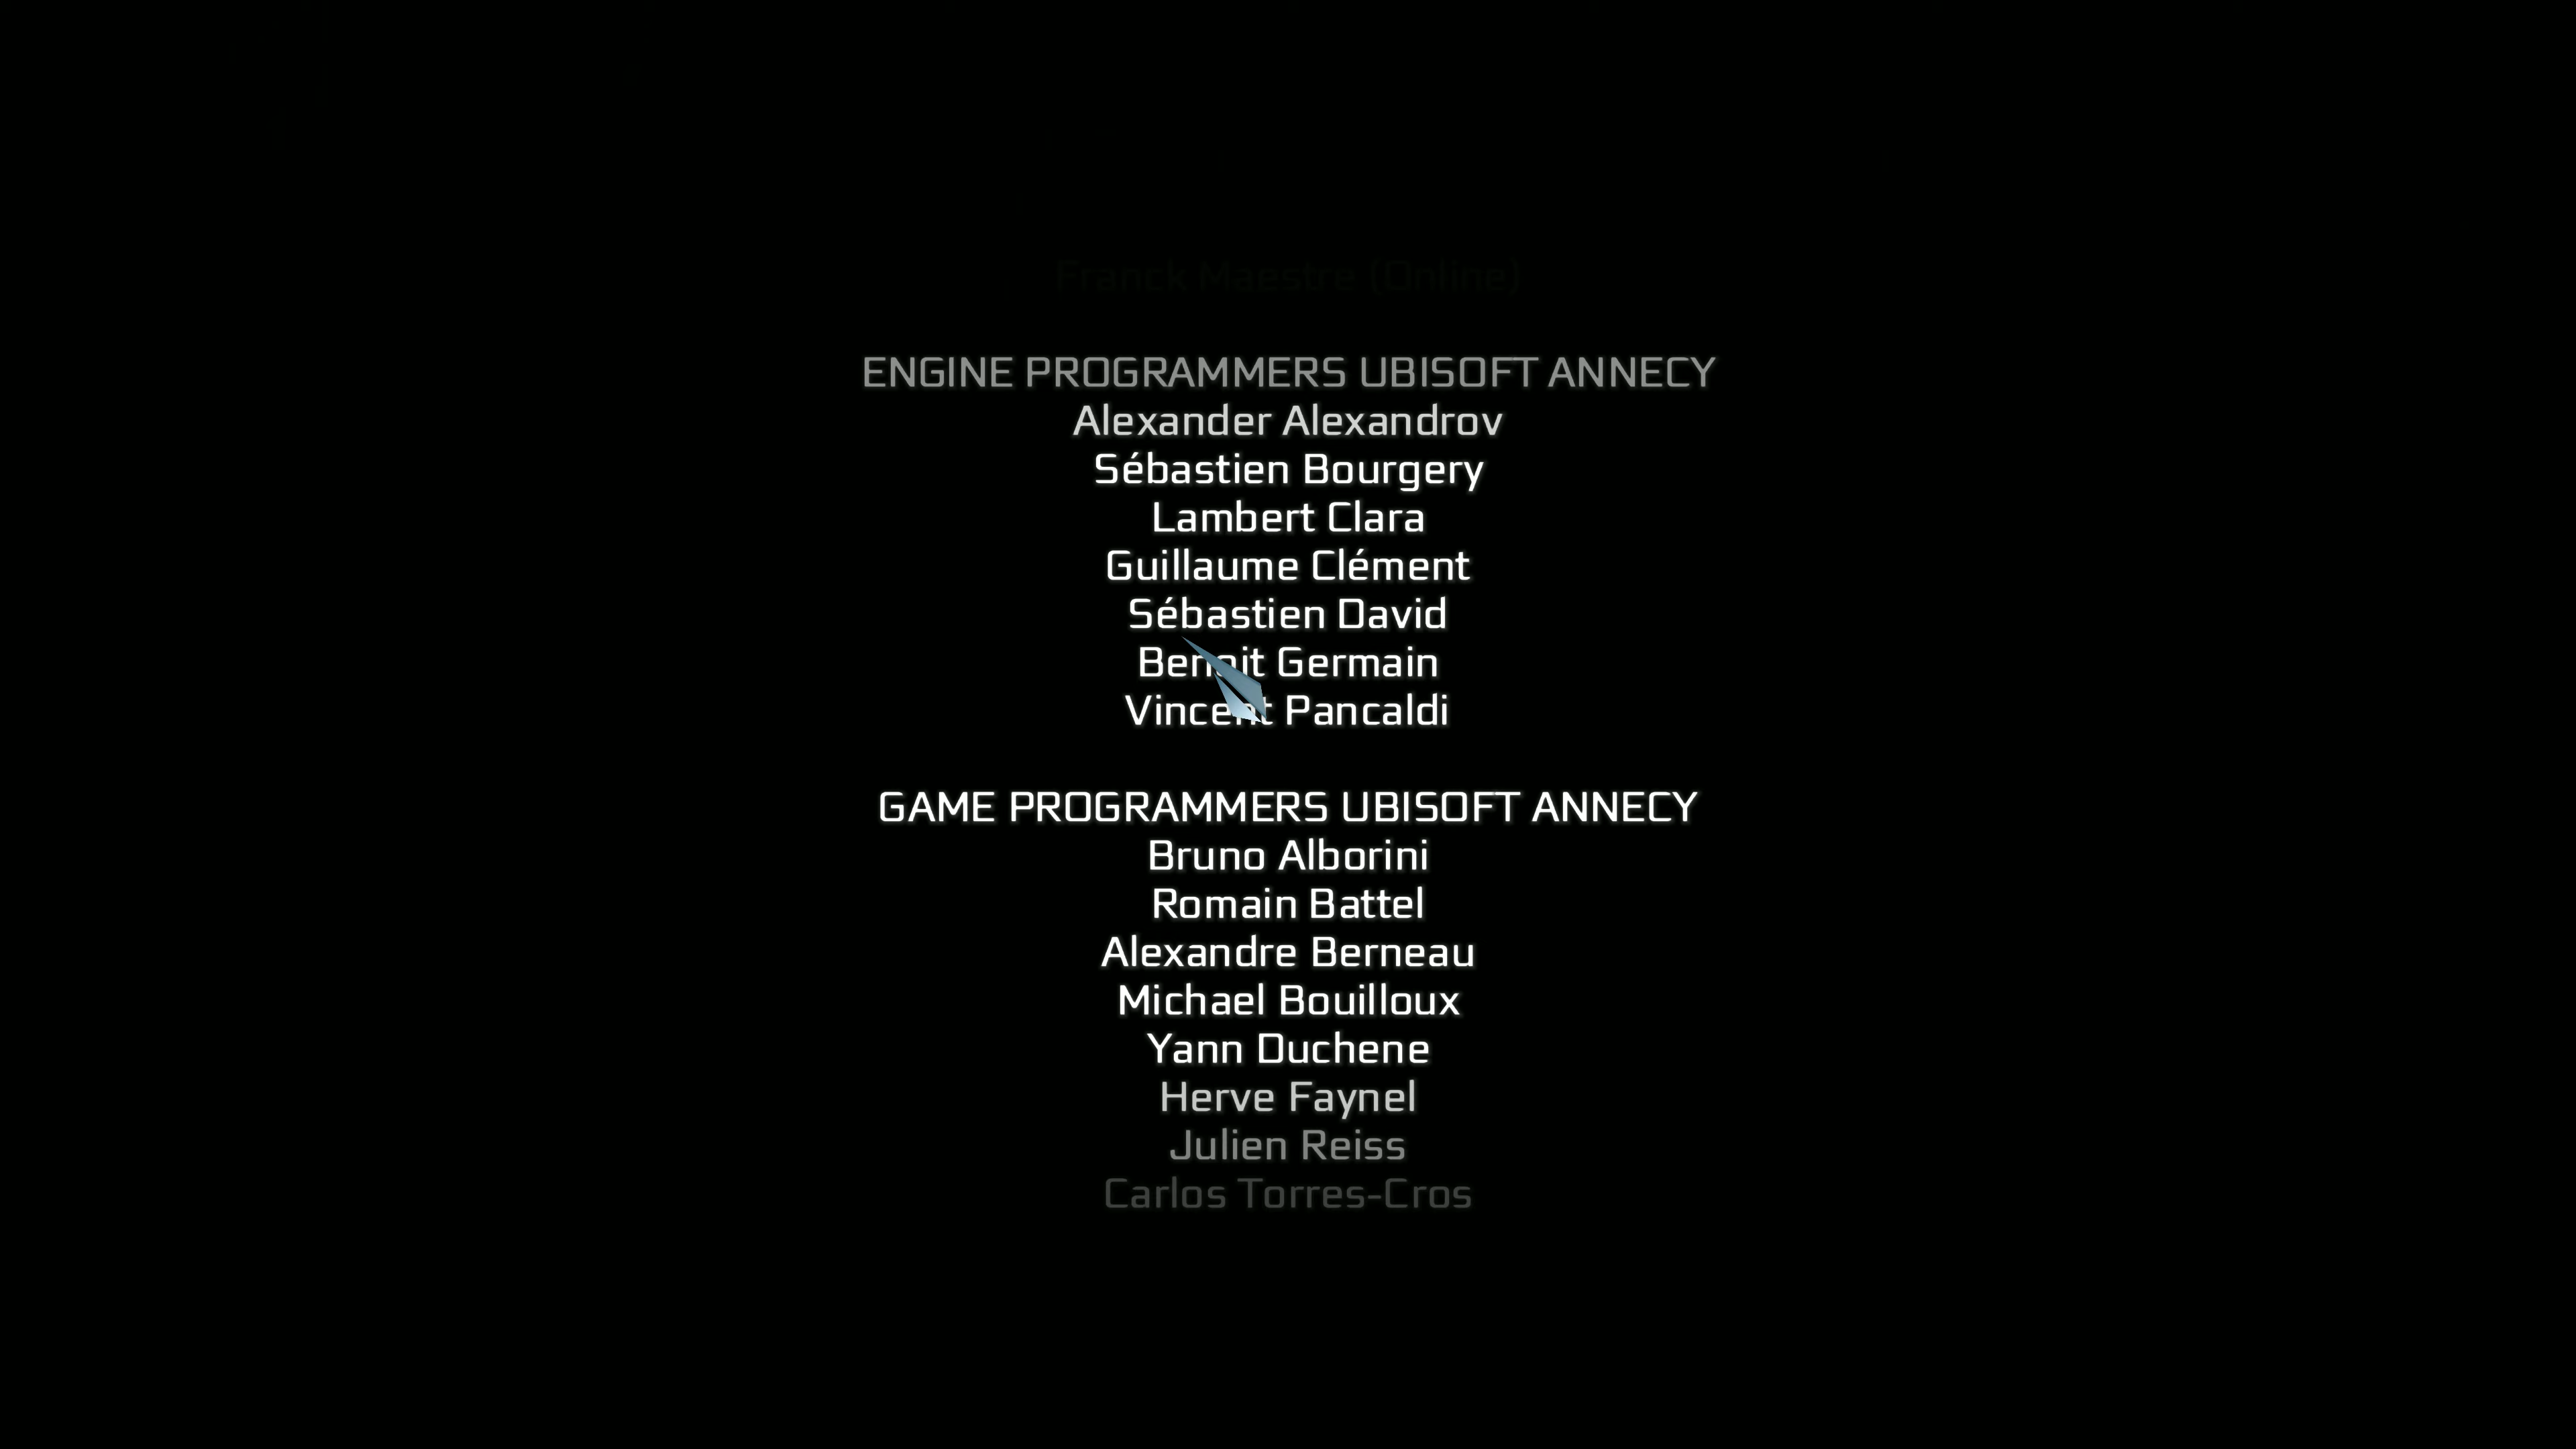 Franck Maestre (Online)
ENGINE PROGRAMMERS UBISOFT ANNECY
Alexander Alexandrov
Sébastien Bourgery
Lambert Clara
Guillaume Clément
Sébastien David
Benoit Germain
Vincent Pancaldi
GAME PROGRAMMERS UBISOFT ANNECY
Bruno Alborini
Romain Battel
Alexandre Berneau
Michael Bouilloux
Yann Duchene
Herve Faynel
Julien Reiss
Carlos Torres-Cros